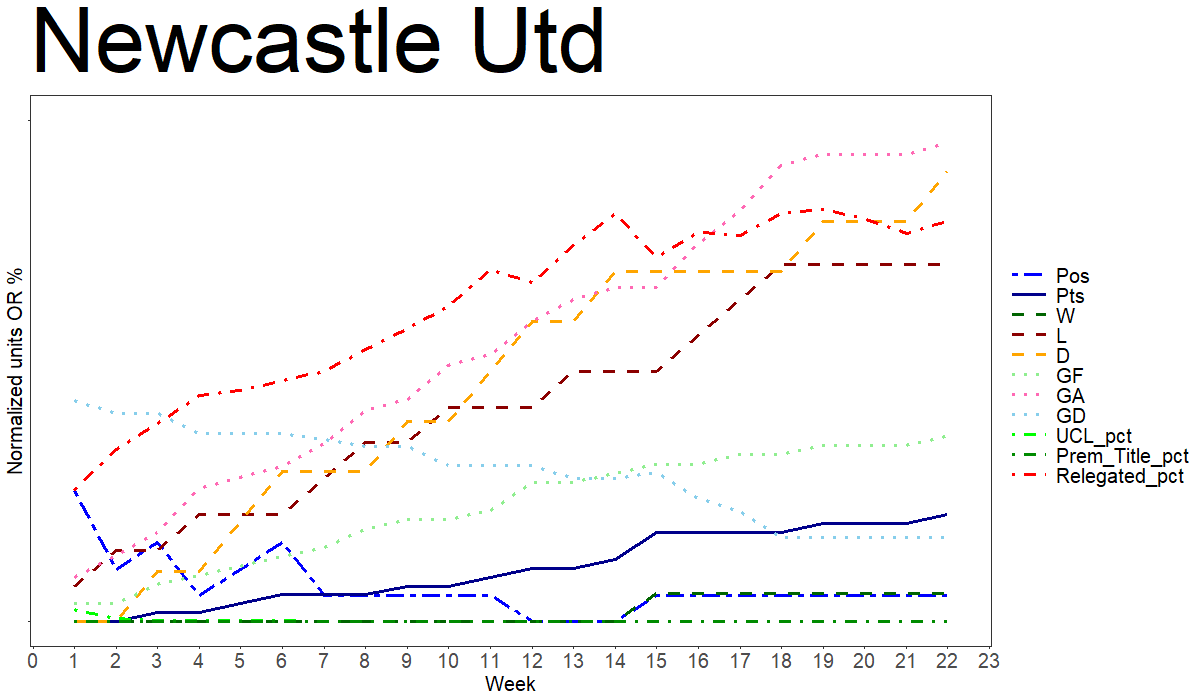 Newcastle Utd
Normalized units OR %
Pos
Pts
W
L
D
GF
GA
GD
UCL_pct
Prem_Title_pct
Relegated_pct
0 1 2 3 4 5 6 7 8 9 10 11 12 13 14 15 16 17 18 19 20 21 22 23
Week